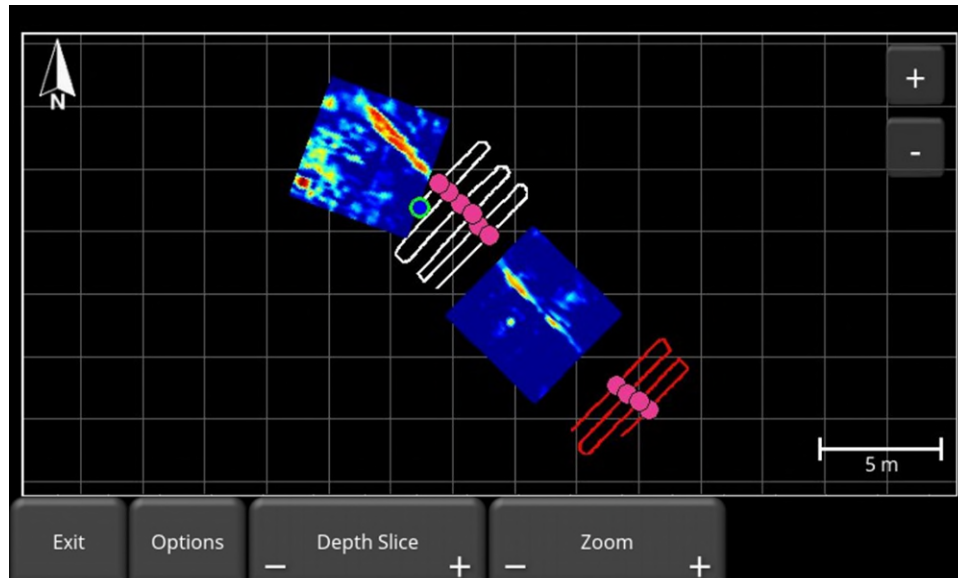 N
+
-
5 m
Exit
Options
Depth Slice
− +
Zoom
− +